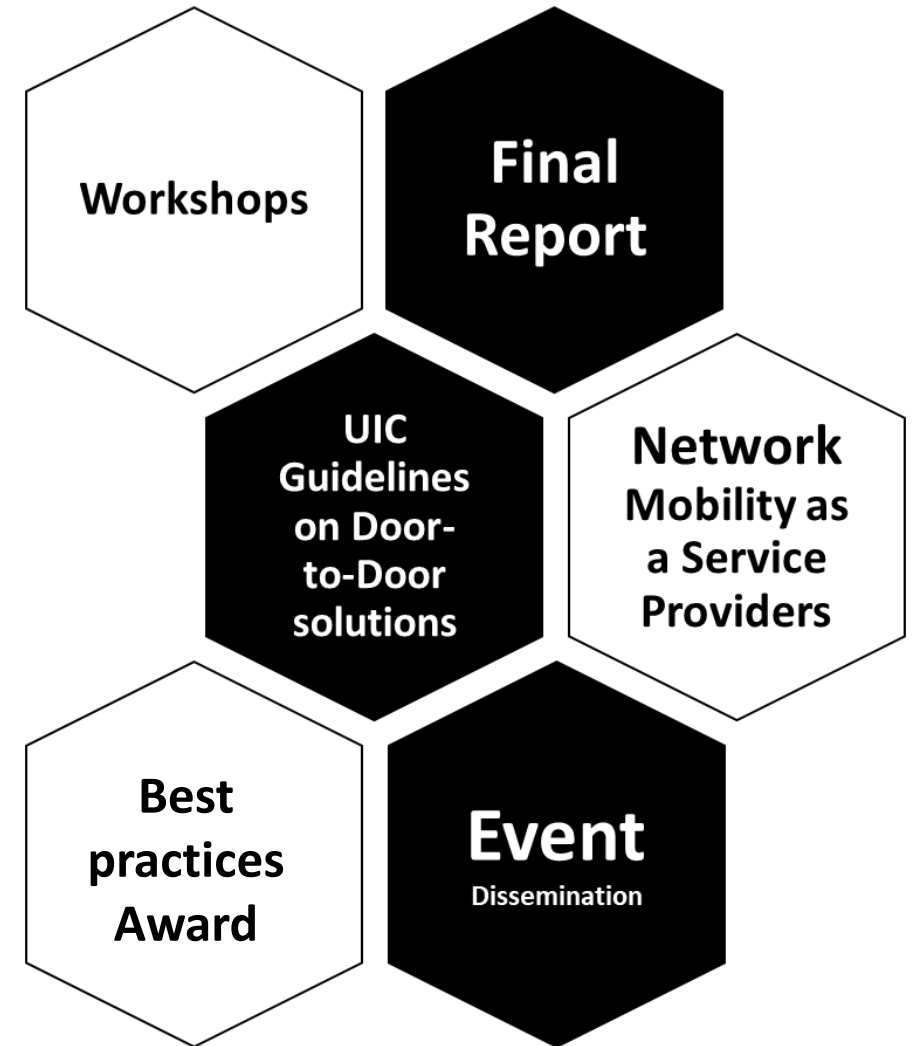 Workshops
Final
Report
UIC
Guidelines
on Door-
to-Door
solutions
Network
Mobility as
a Service
Providers
Best
practices
Award
Event
Dissemination